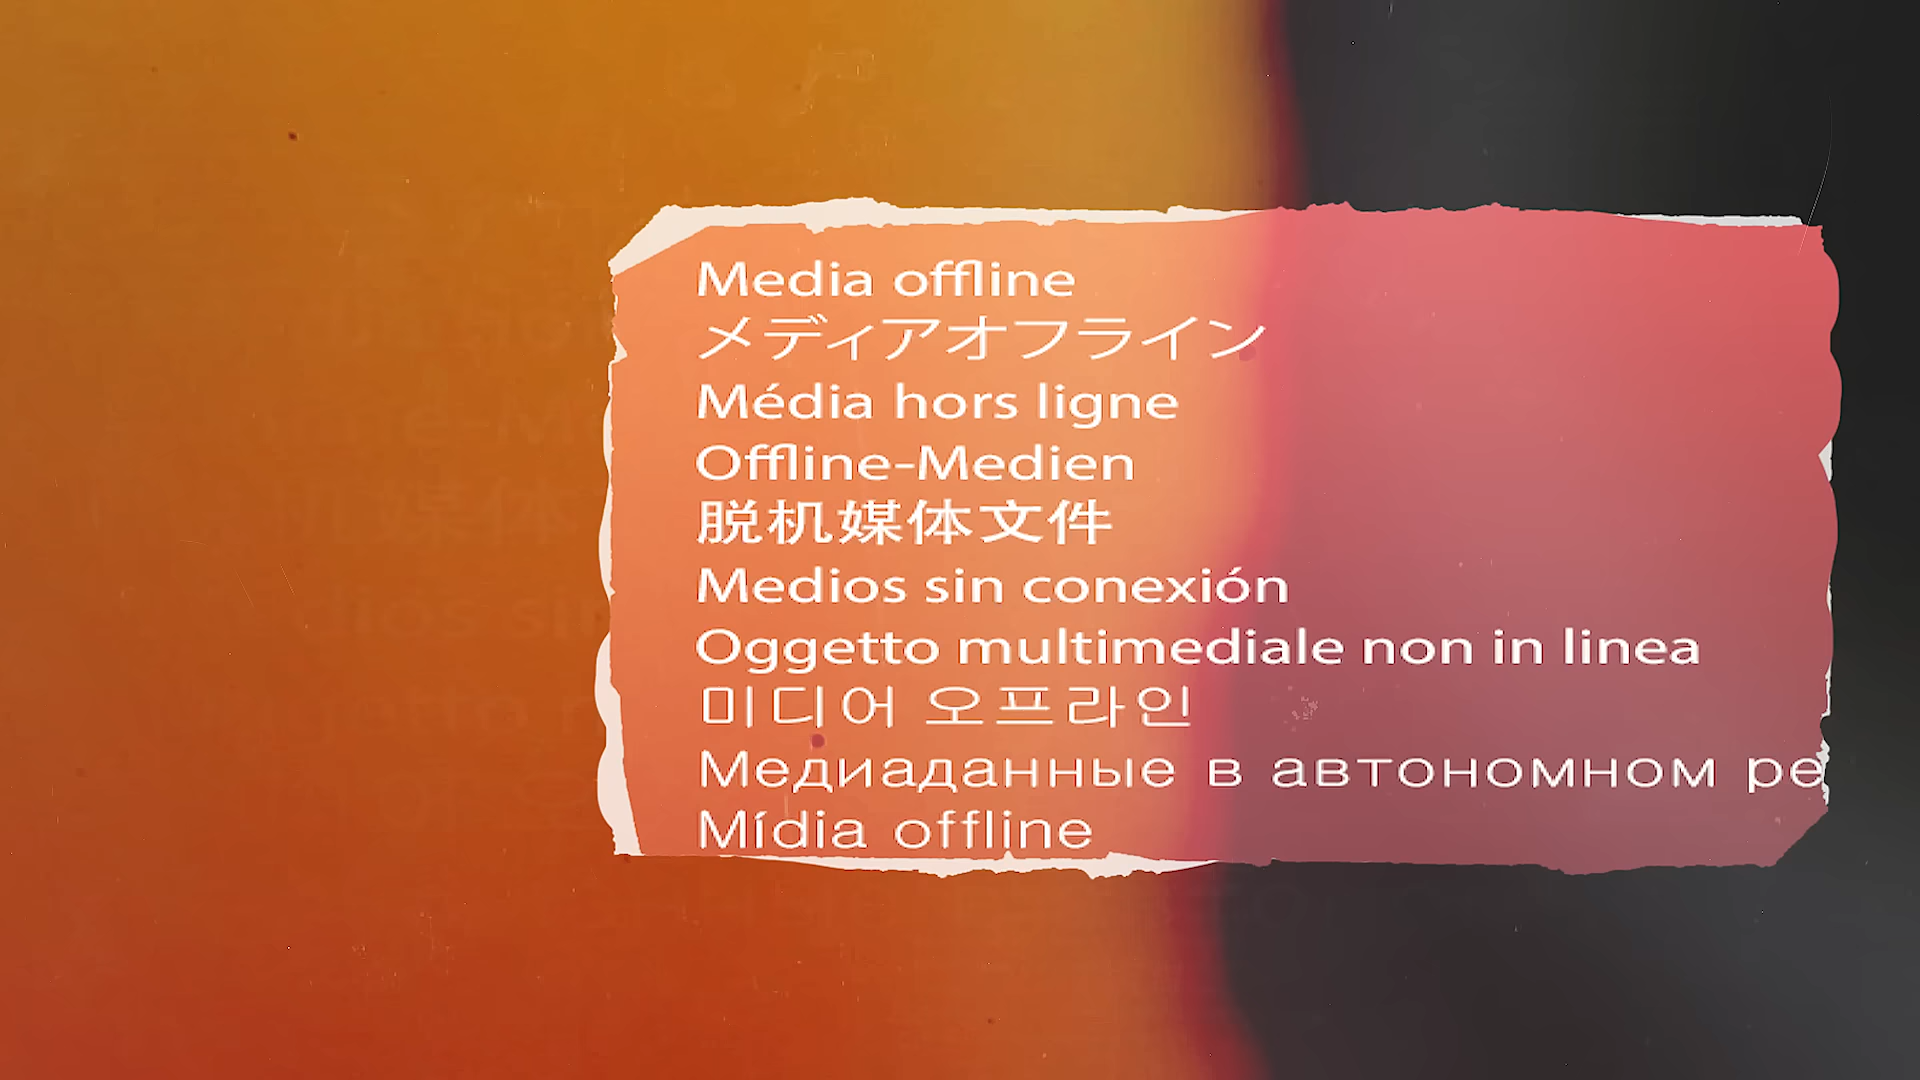 Media offline
メディアオフライン
Média hors ligne
Offline-Medien
脱机媒体文件
Medios sin conexión
Oggetto multimediale non in linea
미디어 오프라인
Медиаданные в автономном ре
Mídia offline